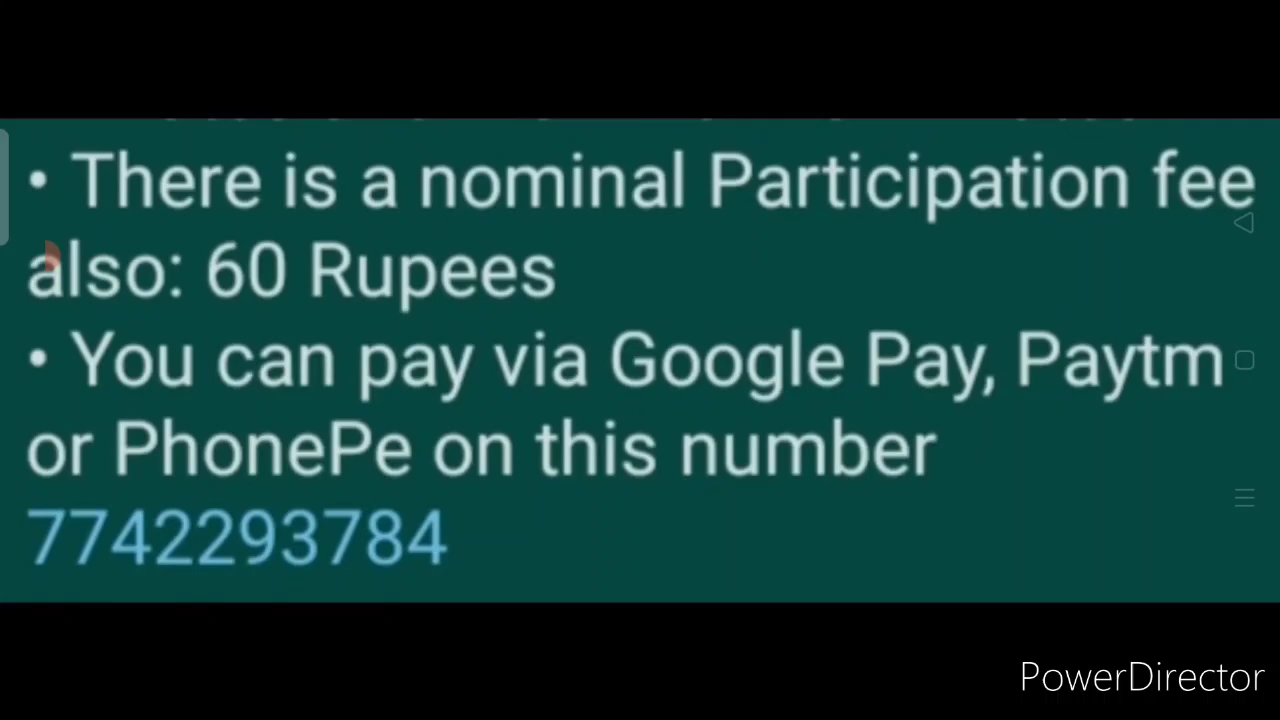 • There is a nominal Participation fee
also: 60 Rupees
• You can pay via Google Pay, Paytm
or PhonePe on this number
7742293784
PowerDirector